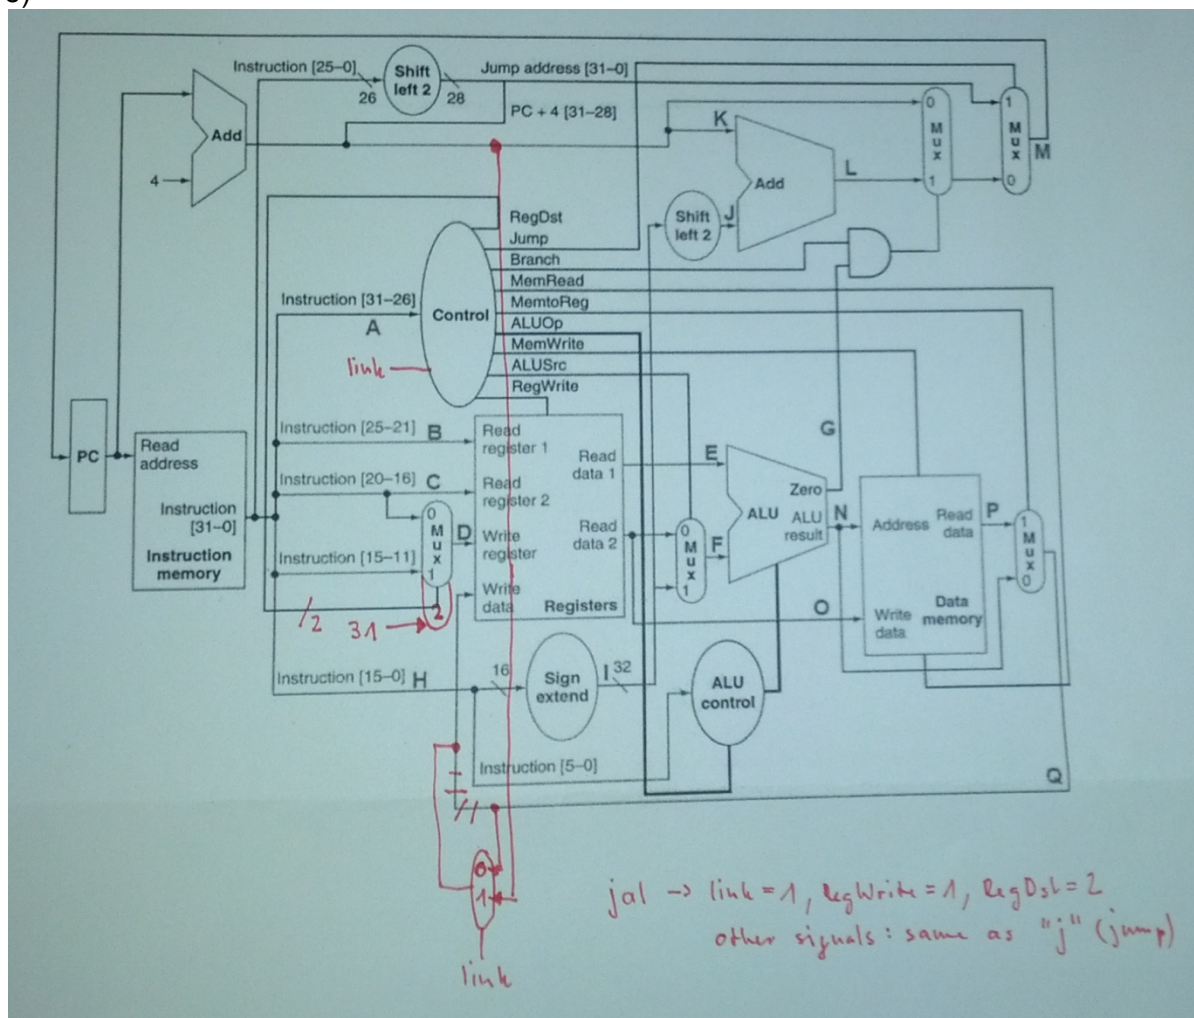 Instruction [25–0]
Shift left 2
Jump address [31–0]
26
28
PC + 4 [31–28]
Add
4
K
0
M
u
x
1
1
M
u
x
0
M
Add
L
Shift left 2
J
RegDst
Jump
Branch
MemRead
MemtoReg
ALUOp
MemWrite
ALUSrc
RegWrite
Instruction [31–26]
A
Control
link
PC
Read address
Instruction [31–0]
Instruction memory
Instruction [25–21] B
Instruction [20–16] C
Instruction [15–11]
0
M
u
x
1
2
D
/2
31
Read register 1
Read register 2
Write register
Write data
Read data 1
Read data 2
Registers
E
F
0
M
u
x
1
G
Zero
ALU
ALU result
N
O
Address
Read data
Write data
Data memory
P
1
M
u
x
0
Instruction [15–0] H
16
Sign extend
I
32
ALU control
Instruction [5–0]
Q
0
1
link
jal -> link = 1, RegWrite = 1, RegDst = 2
other signals: same as "j" (jump)